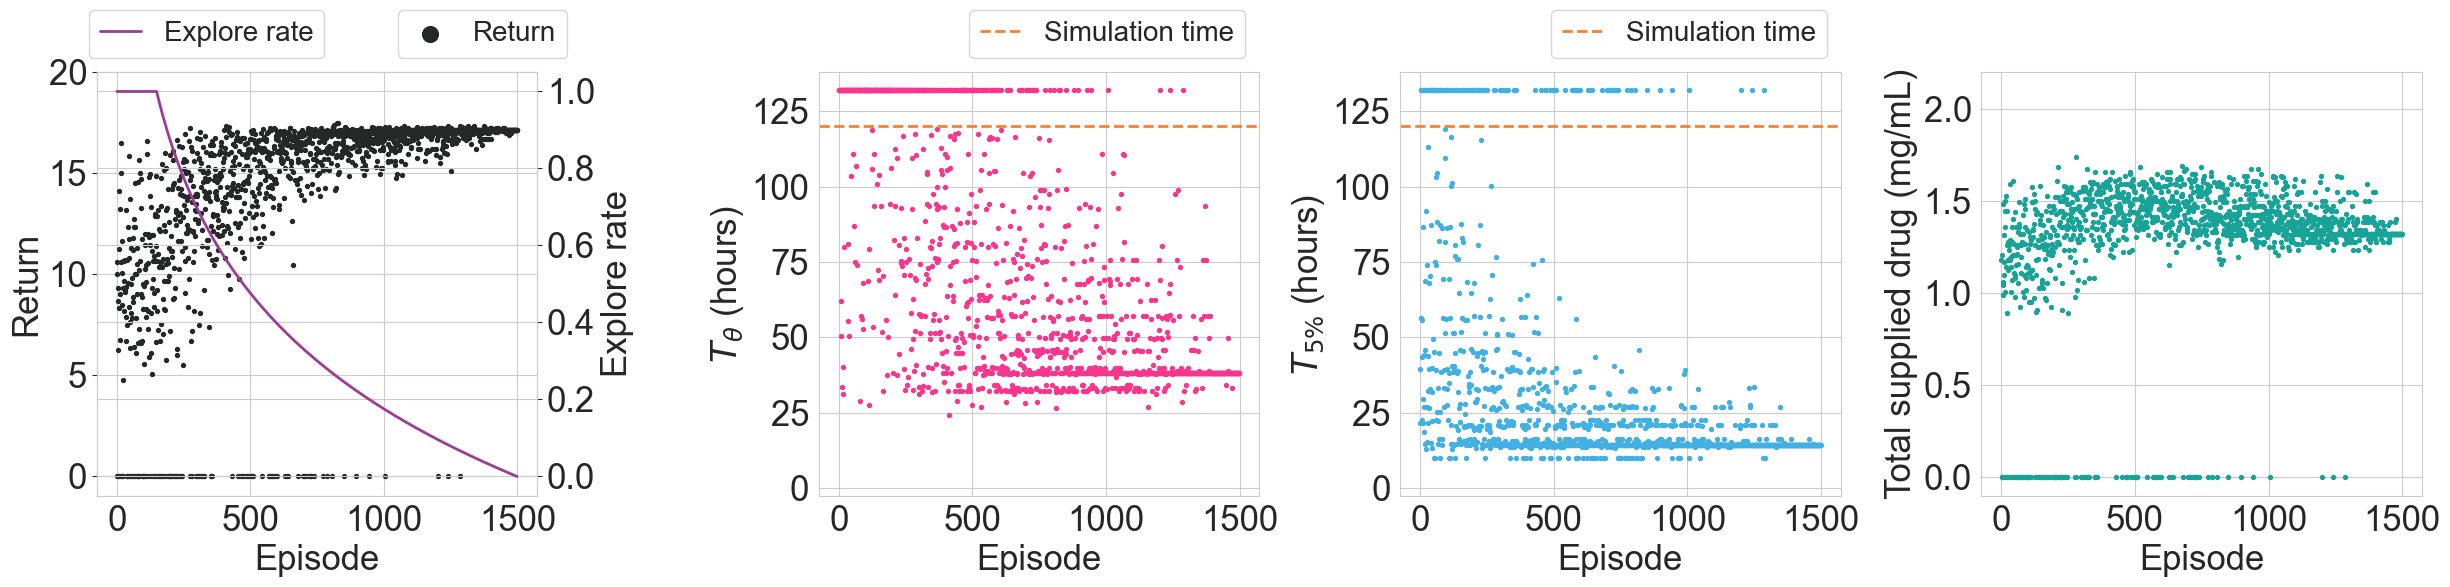 Explore rate
Return
Simulation time
Simulation time
20
15
10
5
0
Return
1.0
0.8
0.6
0.4
0.2
0.0
Explore rate
0 500 1000 1500
Episode
125
100
75
50
25
0
T_θ (hours)
0 500 1000 1500
Episode
125
100
75
50
25
0
T_5% (hours)
0 500 1000 1500
Episode
2.0
1.5
1.0
0.5
0.0
Total supplied drug (mg/mL)
0 500 1000 1500
Episode